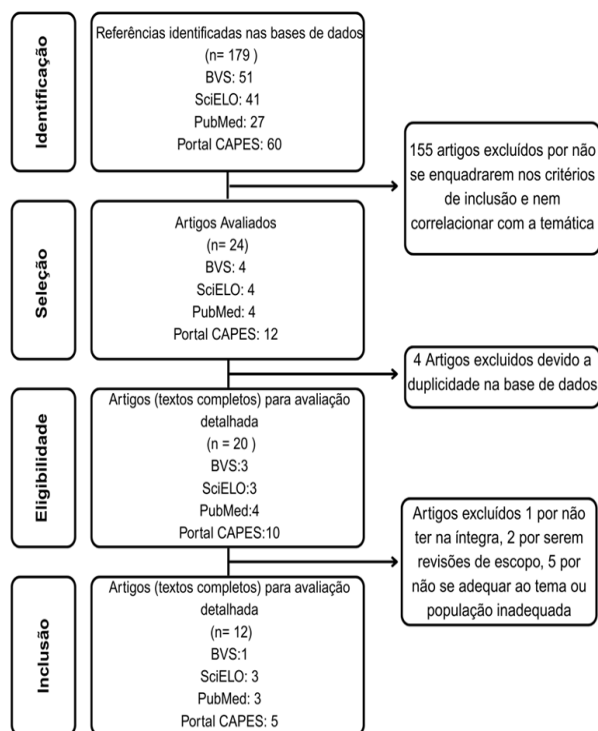 Identificação
Referências identificadas nas bases de dados
(n= 179 )
BVS: 51
SciELO: 41
PubMed: 27
Portal CAPES: 60
155 artigos excluídos por não
se enquadrarem nos critérios
de inclusão e nem
correlacionar com a temática
Seleção
Artigos Avaliados
(n= 24)
BVS: 4
SciELO: 4
PubMed: 4
Portal CAPES: 12
4 Artigos excluidos devido a
duplicidade na base de dados
Eligibilidade
Artigos (textos completos) para avaliação
detalhada
(n = 20 )
BVS:3
SciELO:3
PubMed:4
Portal CAPES:10
Artigos excluídos 1 por não
ter na íntegra, 2 por serem
revisões de escopo, 5 por
não se adequar ao tema ou
população inadequada
Inclusão
Artigos (textos completos) para avaliação
detalhada
(n= 12)
BVS:1
SciELO: 3
PubMed: 3
Portal CAPES: 5